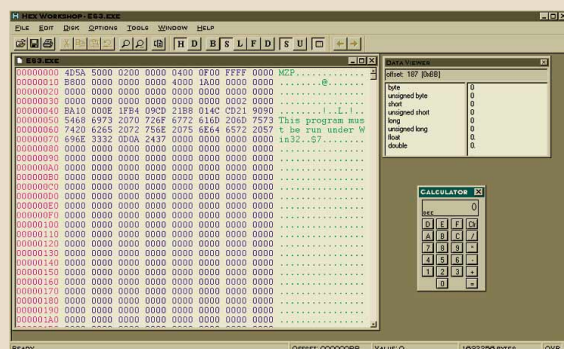 HEX WORKSHOP - E63.EXE
FILE EDIT DISK OPTIONS TOOLS WINDOW HELP
H D B S L F D S U
E63.EXE
00000000 4D5A 5000 0200 0000 0400 0F00 FFFF 0000 MZP.............
00000010 B800 0000 0000 0000 4000 1A00 0000 0000 ........@.......
00000020 0000 0000 0000 0000 0000 0000 0000 0000 ................
00000030 0000 0000 0000 0000 0000 0000 0002 0000 ................
00000040 BA10 000E 1FB4 09CD 21B8 014C CD21 9090 ........!..L.!..
00000050 5468 6973 2070 726F 6772 616D 206D 7573 This program mus
00000060 7420 6265 2072 756E 2075 6E64 6572 2057 t be run under W
00000070 696E 3332 0D0A 2437 0000 0000 0000 0000 in32..$7........
00000080 0000 0000 0000 0000 0000 0000 0000 0000 ................
00000090 0000 0000 0000 0000 0000 0000 0000 0000 ................
000000A0 0000 0000 0000 0000 0000 0000 0000 0000 ................
000000B0 0000 0000 0000 0000 0000 0000 0000 0000 ................
000000C0 0000 0000 0000 0000 0000 0000 0000 0000 ................
000000D0 0000 0000 0000 0000 0000 0000 0000 0000 ................
000000E0 0000 0000 0000 0000 0000 0000 0000 0000 ................
000000F0 0000 0000 0000 0000 0000 0000 0000 0000 ................
00000100 0000 0000 0000 0000 0000 0000 0000 0000 ................
00000110 0000 0000 0000 0000 0000 0000 0000 0000 ................
00000120 0000 0000 0000 0000 0000 0000 0000 0000 ................
00000130 0000 0000 0000 0000 0000 0000 0000 0000 ................
00000140 0000 0000 0000 0000 0000 0000 0000 0000 ................
00000150 0000 0000 0000 0000 0000 0000 0000 0000 ................
00000160 0000 0000 0000 0000 0000 0000 0000 0000 ................
00000170 0000 0000 0000 0000 0000 0000 0000 0000 ................
00000180 0000 0000 0000 0000 0000 0000 0000 0000 ................
00000190 0000 0000 0000 0000 0000 0000 0000 0000 ................
000001A0 0000 0000 0000 0000 0000 0000 0000 0000 ................
DATA VIEWER
offset: 187 [0xBB]
byte 0
unsigned byte 0
short 0
unsigned short 0
long 0
unsigned long 0
float 0.
double 0.
CALCULATOR
0
DEC
D E F Clr
A B C /
7 8 9 *
4 5 6 -
1 2 3 +
0 =
READY OFFSET: 000000BB VALUE: 0 BYTES OVR